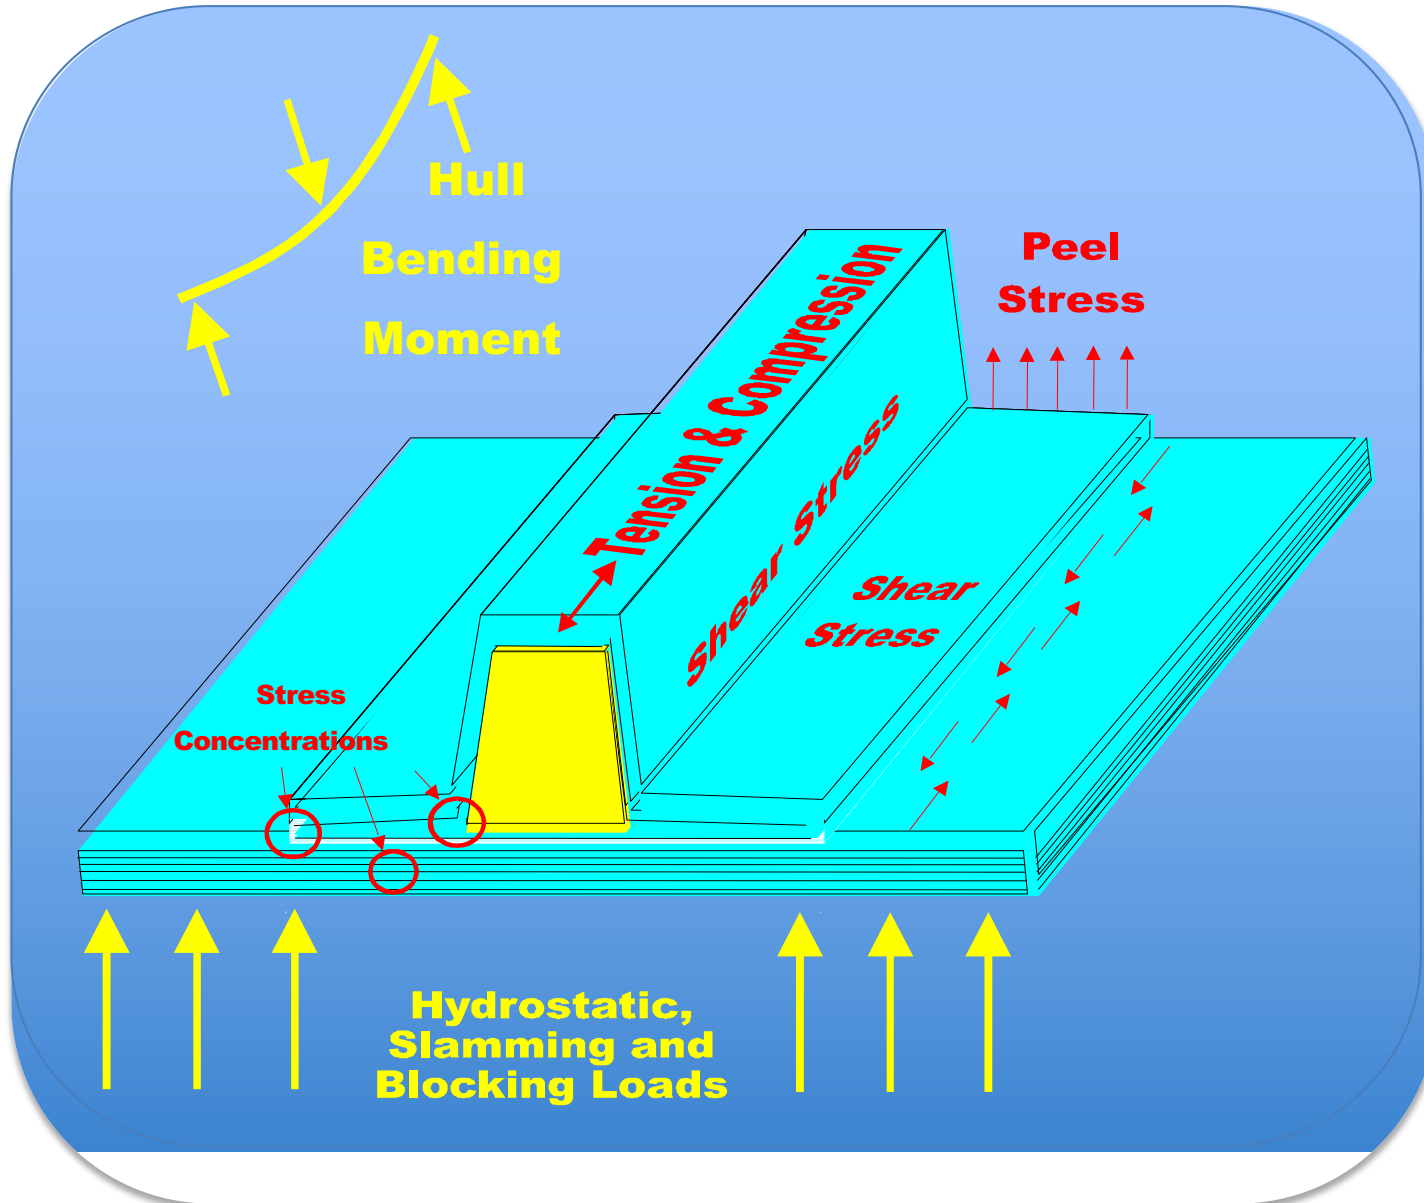 Hull
Bending
Moment
Peel
Stress
Tension & Compression
Shear Stress
Shear
Stress
Stress
Concentrations
Hydrostatic,
Slamming and
Blocking Loads